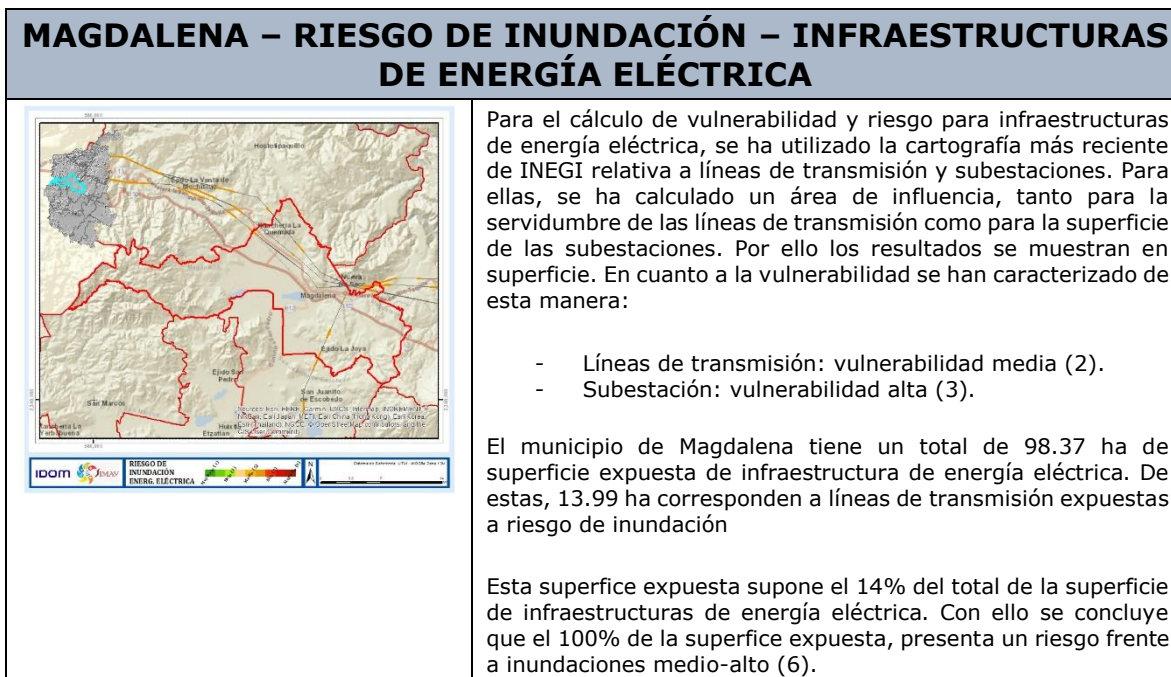 MAGDALENA – RIESGO DE INUNDACIÓN – INFRAESTRUCTURAS
DE ENERGÍA ELÉCTRICA
Hostotipaquillo
Magdalena
Ejido La Joya
Ejido San
Pedro
San Juanito
de Escobedo
San Marcos
Etzatlán
IDOM
RIESGO DE
INUNDACIÓN
ENERG. ELÉCTRICA
N
Para el cálculo de vulnerabilidad y riesgo para infraestructuras
de energía eléctrica, se ha utilizado la cartografía más reciente
de INEGI relativa a líneas de transmisión y subestaciones. Para
ellas, se ha calculado un área de influencia, tanto para la
servidumbre de las líneas de transmisión como para la superficie
de las subestaciones. Por ello los resultados se muestran en
superficie. En cuanto a la vulnerabilidad se han caracterizado de
esta manera:
- Líneas de transmisión: vulnerabilidad media (2).
- Subestación: vulnerabilidad alta (3).
El municipio de Magdalena tiene un total de 98.37 ha de
superficie expuesta de infraestructura de energía eléctrica. De
estas, 13.99 ha corresponden a líneas de transmisión expuestas
a riesgo de inundación
Esta superfice expuesta supone el 14% del total de la superficie
de infraestructuras de energía eléctrica. Con ello se concluye
que el 100% de la superfice expuesta, presenta un riesgo frente
a inundaciones medio-alto (6).